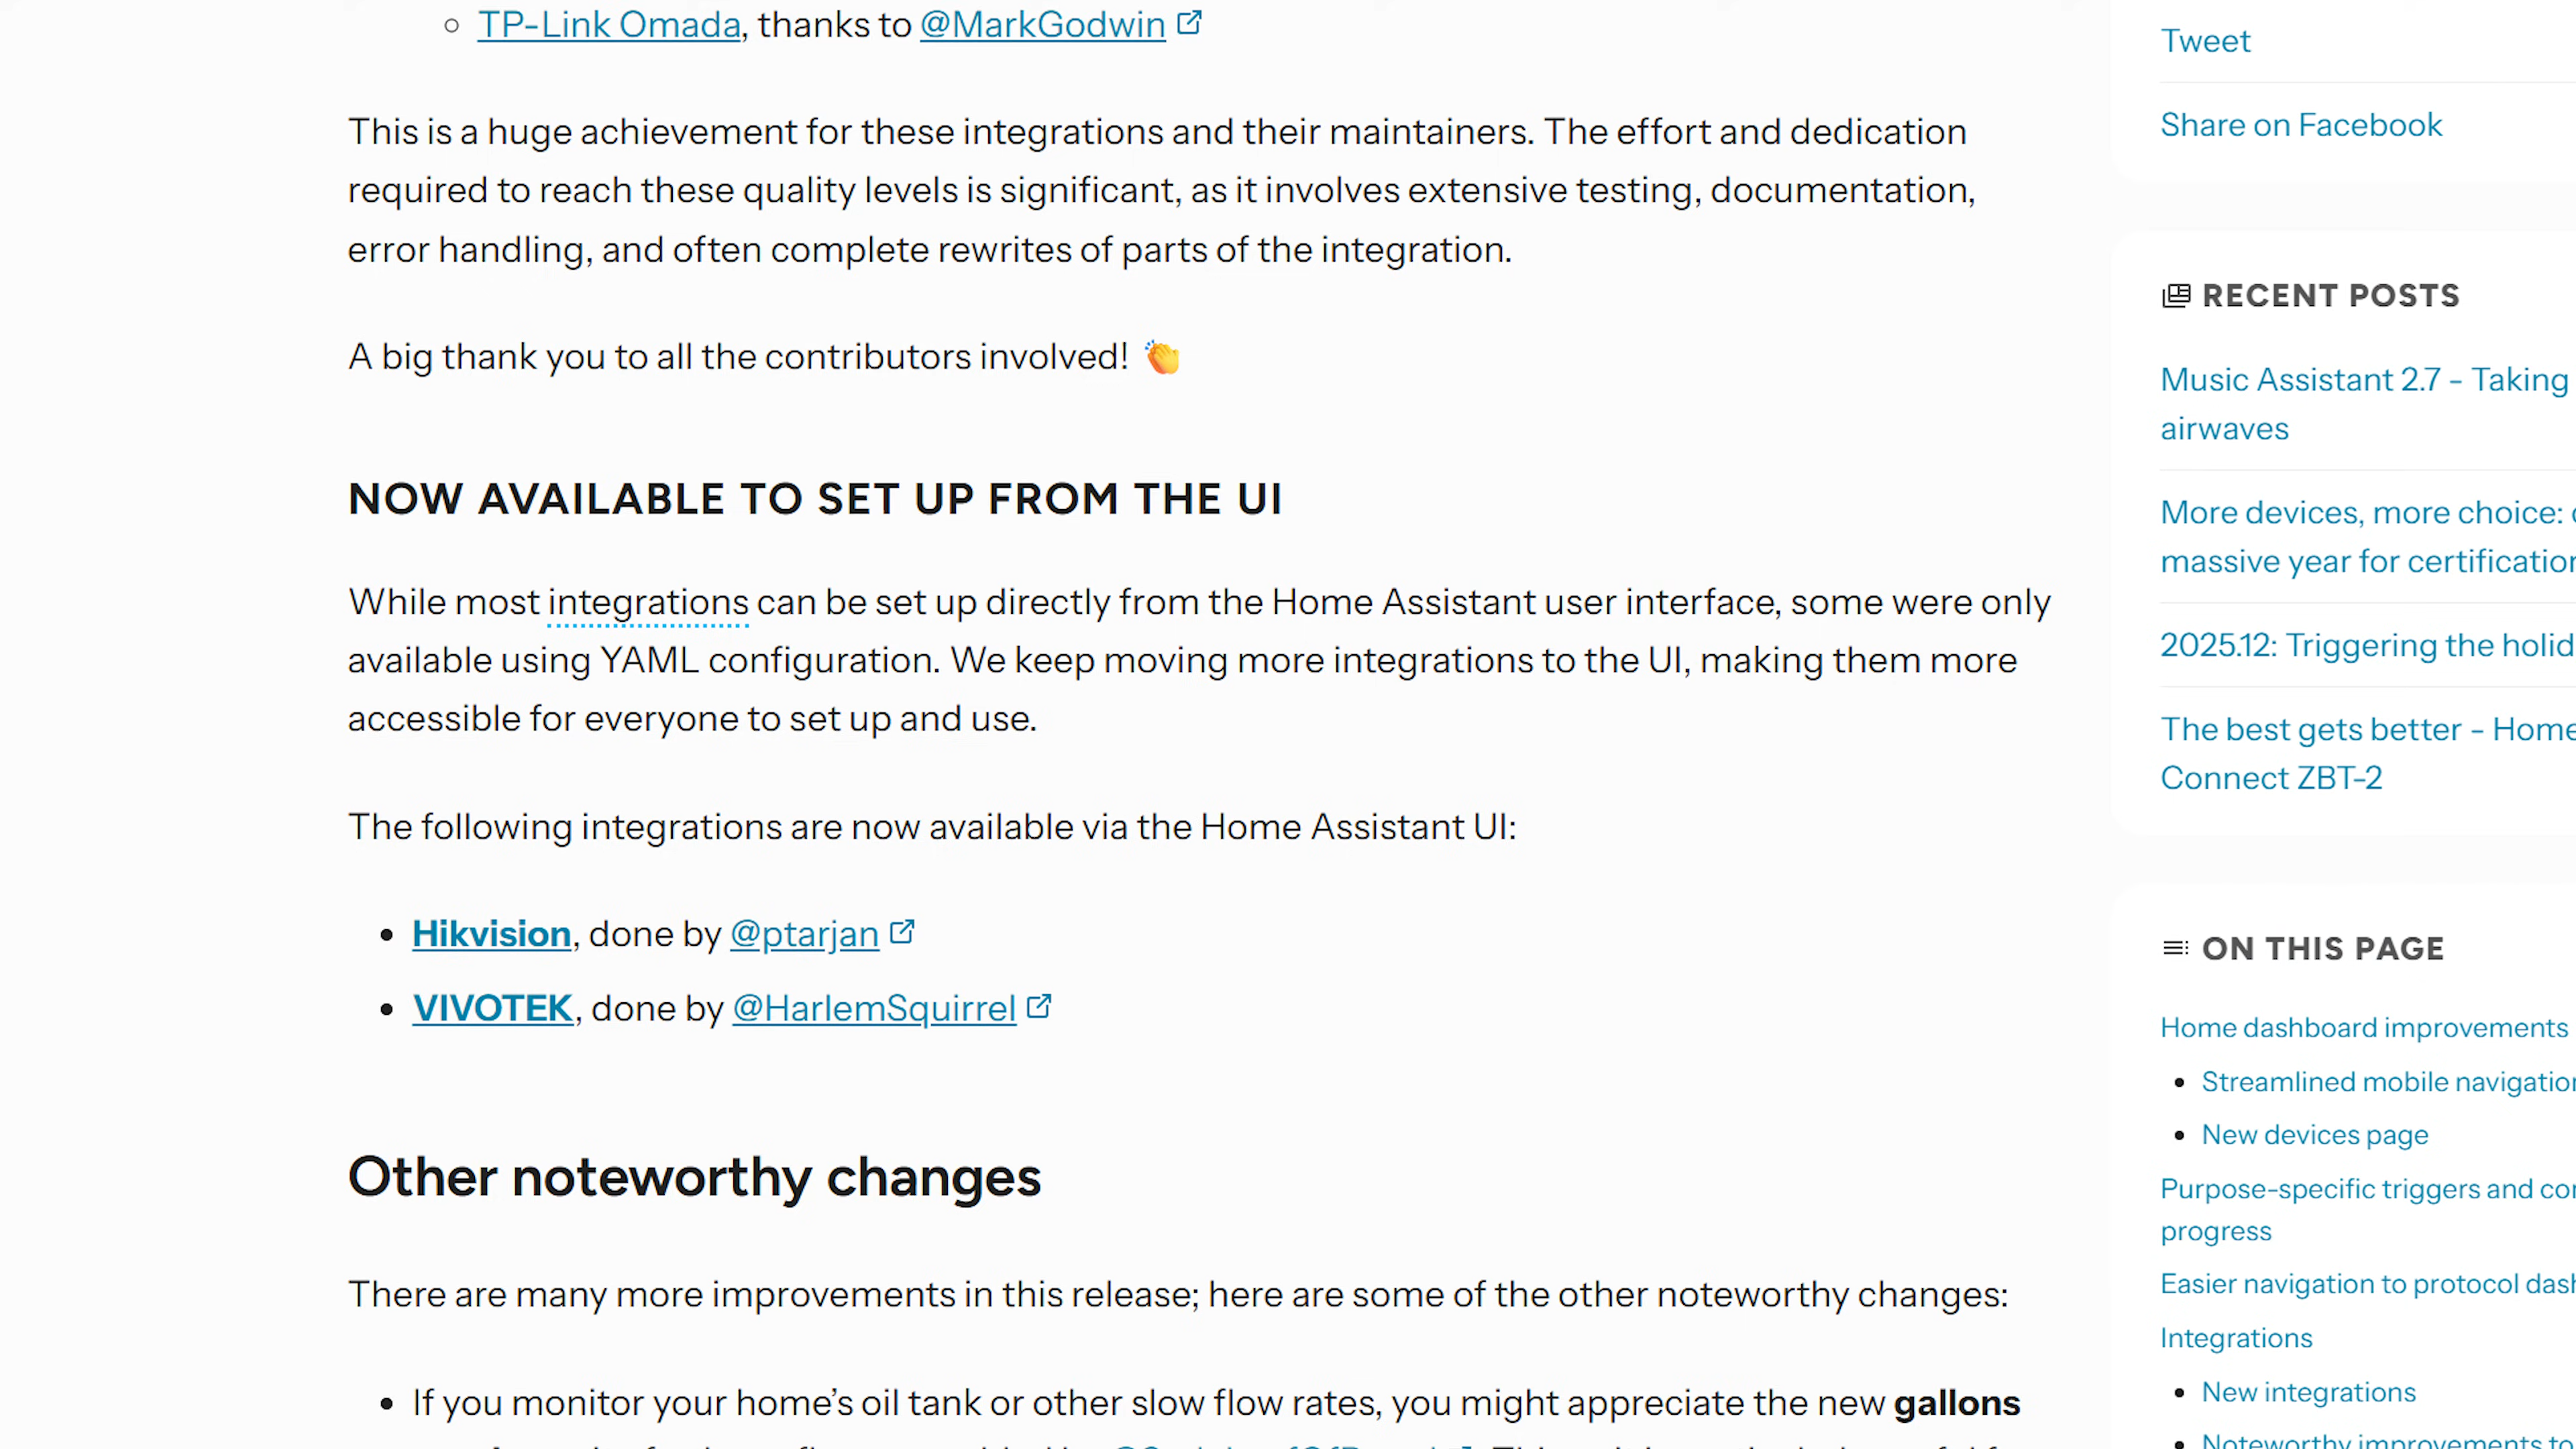 TP-Link Omada, thanks to @MarkGodwin
This is a huge achievement for these integrations and their maintainers. The effort and dedication
required to reach these quality levels is significant, as it involves extensive testing, documentation,
error handling, and often complete rewrites of parts of the integration.
A big thank you to all the contributors involved! 👏
NOW AVAILABLE TO SET UP FROM THE UI
While most integrations can be set up directly from the Home Assistant user interface, some were only
available using YAML configuration. We keep moving more integrations to the UI, making them more
accessible for everyone to set up and use.
The following integrations are now available via the Home Assistant UI:
Hikvision, done by @ptarjan
VIVOTEK, done by @HarlemSquirrel
Other noteworthy changes
There are many more improvements in this release; here are some of the other noteworthy changes:
If you monitor your home’s oil tank or other slow flow rates, you might appreciate the new gallons
Tweet
Share on Facebook
RECENT POSTS
Music Assistant 2.7 - Taking
airwaves
More devices, more choice:
massive year for
2025.12: Triggering the
The best gets better - Home
Connect ZBT-2
ON THIS PAGE
Home dashboard improvements
Streamlined mobile
New devices page
Purpose-specific triggers and
progress
Easier navigation to protocol
Integrations
New integrations
Noteworthy improvements to